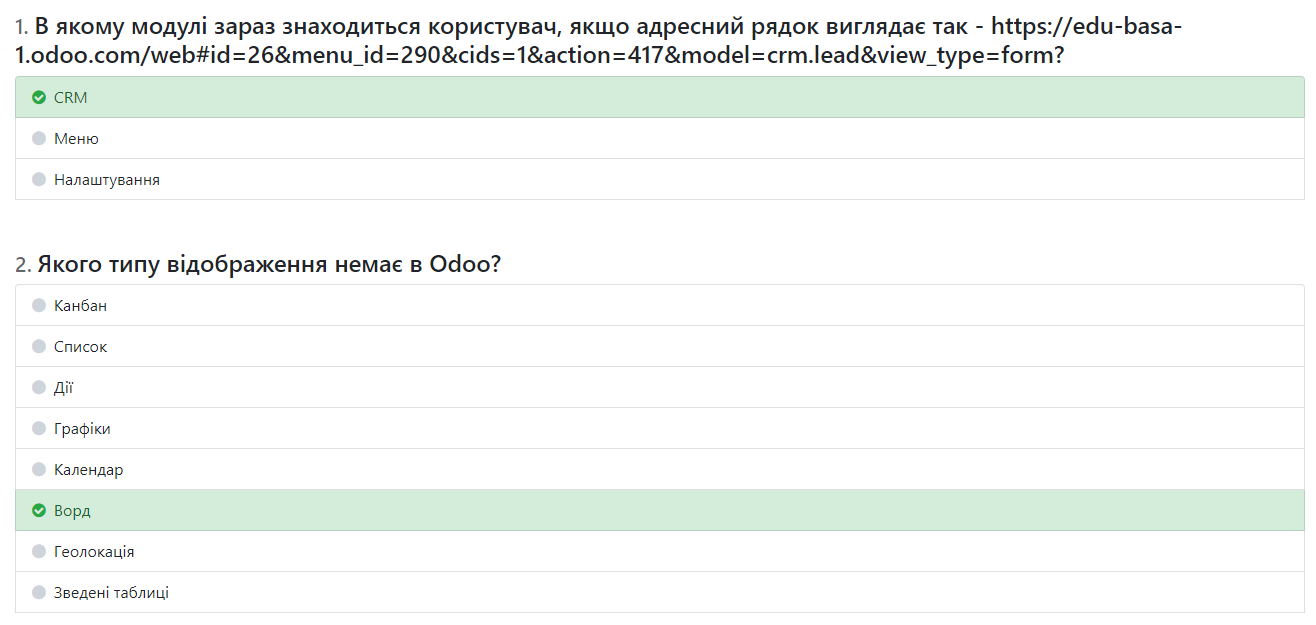 1. В якому модулі зараз знаходиться користувач, якщо адресний рядок виглядає так - https://edu-basa-
1.odoo.com/web#id=26&menu_id=290&cids=1&action=417&model=crm.lead&view_type=form?
CRM
Меню
Налаштування
2. Якого типу відображення немає в Odoo?
Канбан
Список
Дії
Графіки
Календар
Ворд
Геолокація
Зведені таблиці